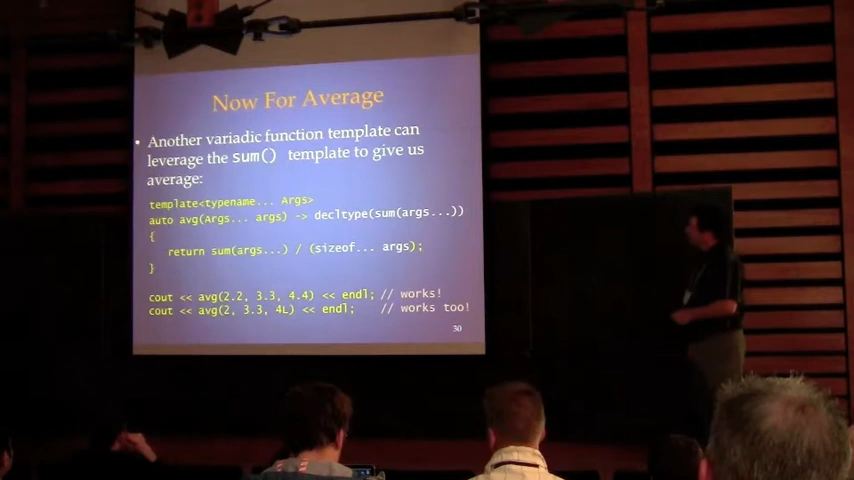 Now For Average
• Another variadic function template can
leverage the sum() template to give us
average:
template<typename... Args>
auto avg(Args... args) -> decltype(sum(args...))
{
return sum(args...) / (sizeof... args);
}
cout << avg(2.2, 3.3, 4.4) << endl; // works!
cout << avg(2, 3.3, 4L) << endl; // works too!
30